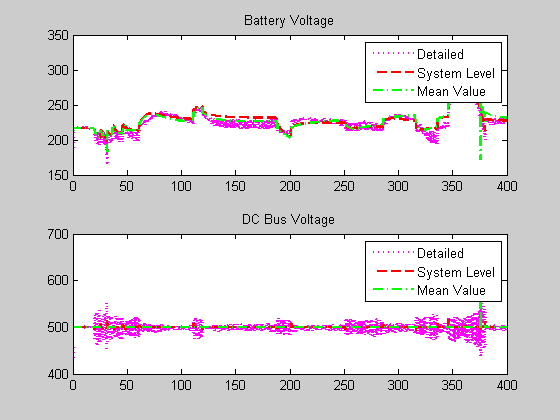 Battery Voltage
350
300
250
200
150
0 50 100 150 200 250 300 350 400
Detailed
System Level
Mean Value
DC Bus Voltage
700
600
500
400
0 50 100 150 200 250 300 350 400
Detailed
System Level
Mean Value